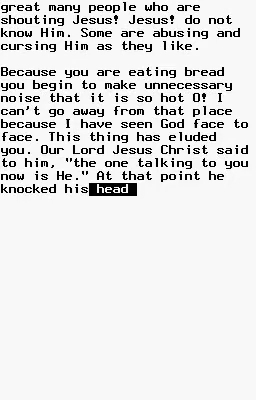 great many people who are
shouting Jesus! Jesus! do not
know Him. Some are abusing and
cursing Him as they like.

Because you are eating bread
you begin to make unnecessary
noise that it is so hot O! I
can't go away from that place
because I have seen God face to
face. This thing has eluded
you. Our Lord Jesus Christ said
to him, "the one talking to you
now is He." At that point he
knocked his head